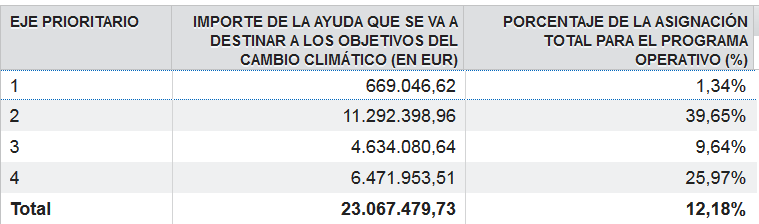 EJE PRIORITARIO
IMPORTE DE LA AYUDA QUE SE VA A
DESTINAR A LOS OBJETIVOS DEL
CAMBIO CLIMÁTICO (EN EUR)
PORCENTAJE DE LA ASIGNACIÓN
TOTAL PARA EL PROGRAMA
OPERATIVO (%)
1 669.046,62 1,34%
2 11.292.398,96 39,65%
3 4.634.080,64 9,64%
4 6.471.953,51 25,97%
Total 23.067.479,73 12,18%